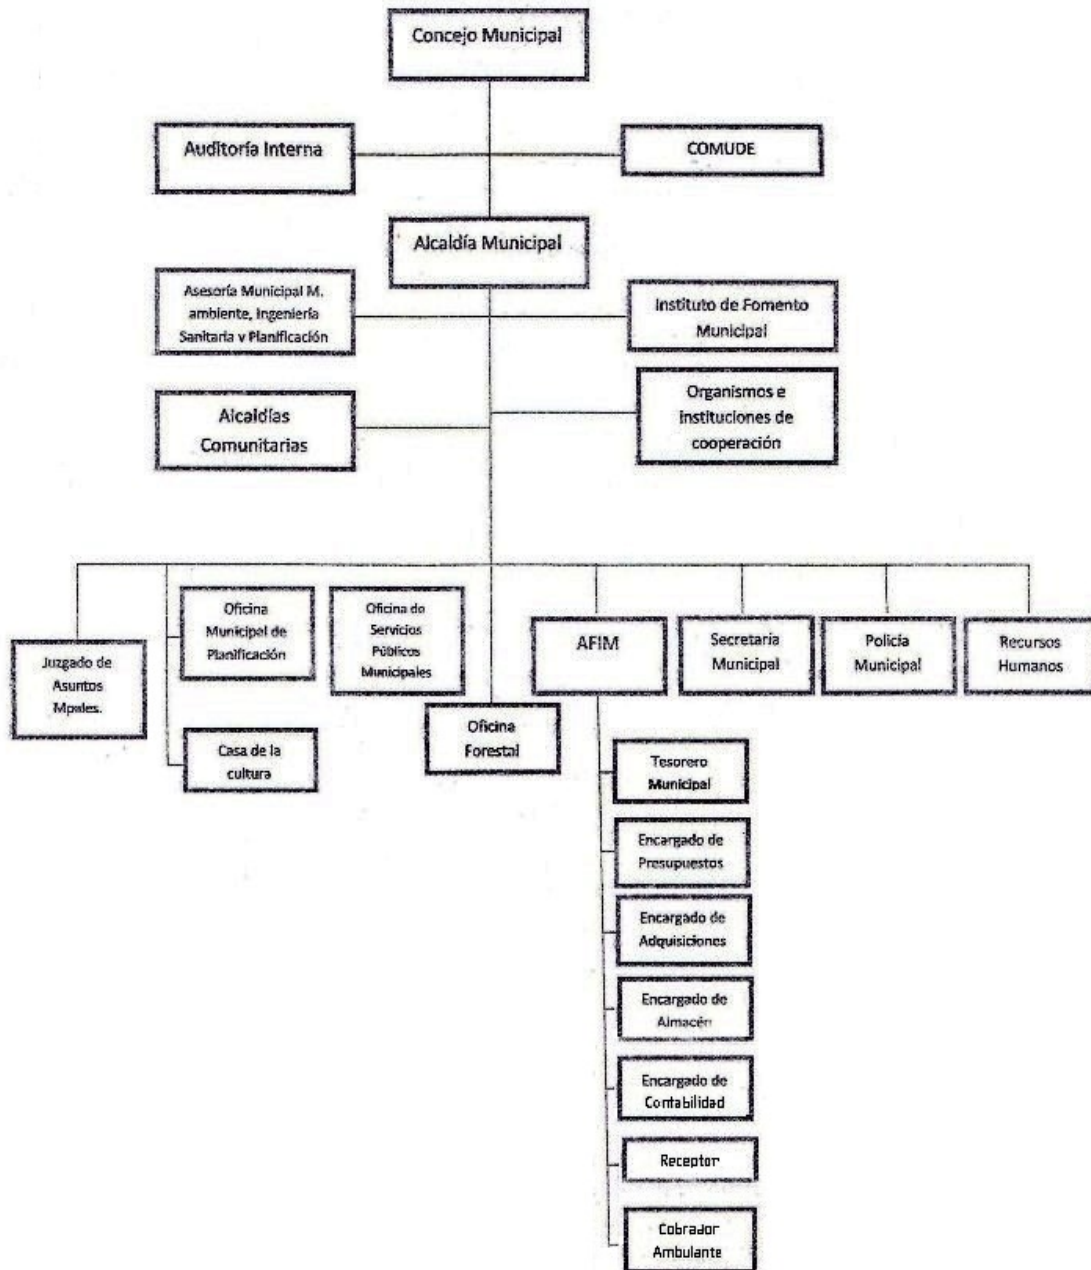 Concejo Municipal
Auditoría Interna
COMUDE
Alcaldía Municipal
Asesoría Municipal M.
ambiente, Ingeniería
Sanitaria y Planificación
Instituto de Fomento
Municipal
Alcaldías
Comunitarias
Organismos e
instituciones de
cooperación
Juzgado de
Asuntos
Mpales.
Oficina
Municipal de
Planificación
Casa de la
cultura
Oficina de
Servicios
Públicos
Municipales
Oficina
Forestal
AFIM
Secretaría
Municipal
Policía
Municipal
Recursos
Humanos
Tesorero
Municipal
Encargado de
Presupuestos
Encargado de
Adquisiciones
Encargado de
Almacén
Encargado de
Contabilidad
Receptor
Cobrador
Ambulante